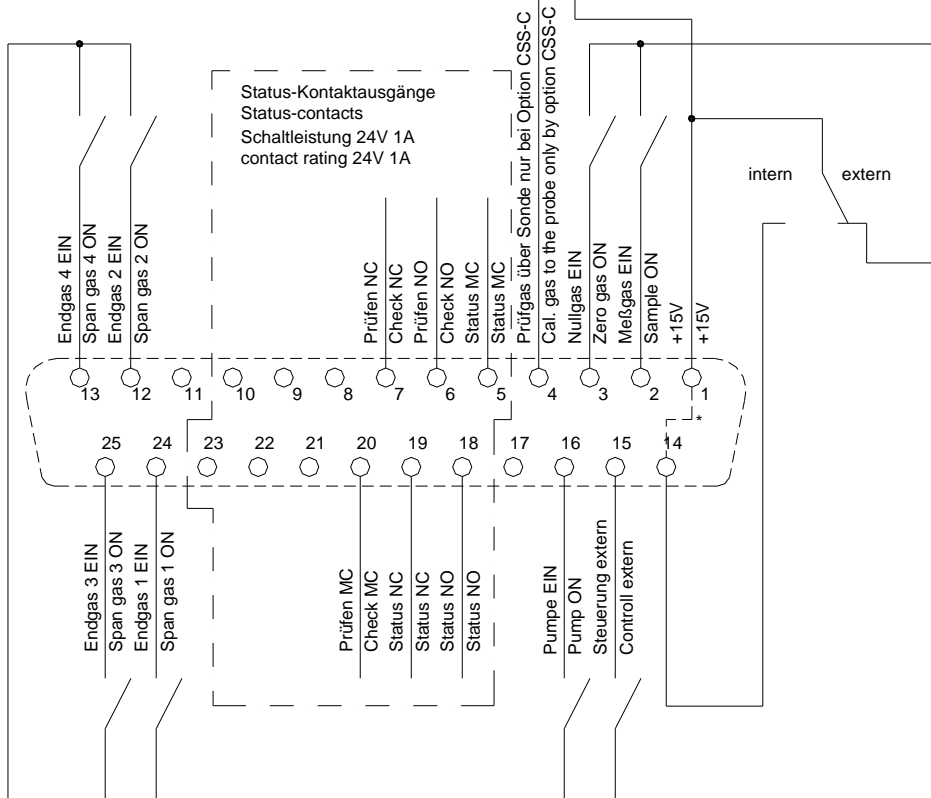 Status-Kontaktausgänge
Status-contacts
Schaltleistung 24V 1A
contact rating 24V 1A
intern
extern
Endgas 4 EIN
Span gas 4 ON
Endgas 2 EIN
Span gas 2 ON
Prüfen NC
Check NC
Prüfen NO
Check NO
Status MC
Status MC
Prüfgas über Sonde nur bei Option CSS-C
Cal. gas to the probe only by option CSS-C
Nullgas EIN
Zero gas ON
Meßgas EIN
Sample ON
+15V
+15V
13 12 11 10 9 8 7 6 5 4 3 2 1
*
25 24 23 22 21 20 19 18 17 16 15 14
Endgas 3 EIN
Span gas 3 ON
Endgas 1 EIN
Span gas 1 ON
Prüfen MC
Check MC
Status NC
Status NC
Status NO
Status NO
Pumpe EIN
Pump ON
Steuerung extern
Controll extern